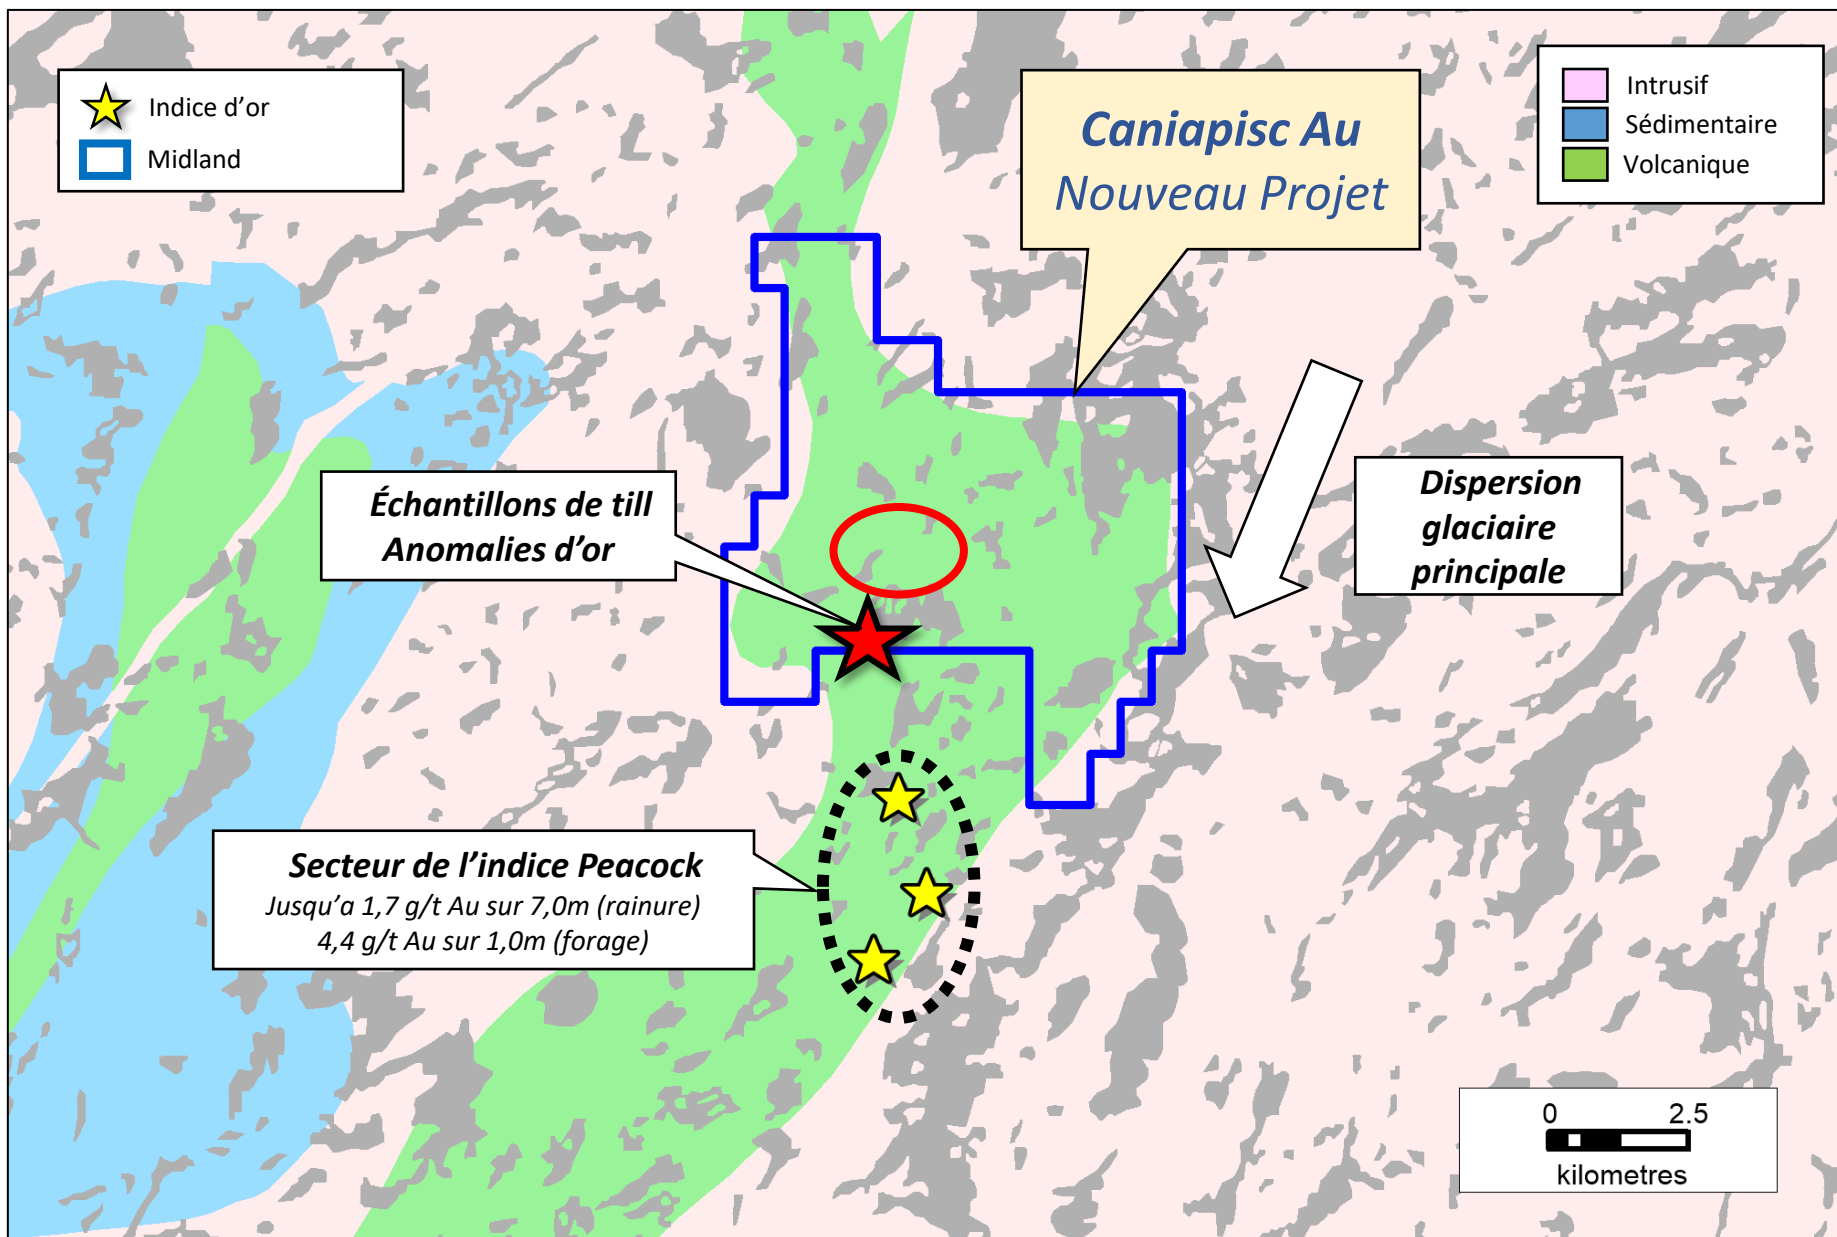 Indice d'or
Midland
Caniapisc Au
Nouveau Projet
Intrusif
Sédimentaire
Volcanique
Échantillons de till
Anomalies d'or
Dispersion
glaciaire
principale
Secteur de l'indice Peacock
Jusqu'a 1,7 g/t Au sur 7,0m (rainure)
4,4 g/t Au sur 1,0m (forage)
0 2.5
kilometres